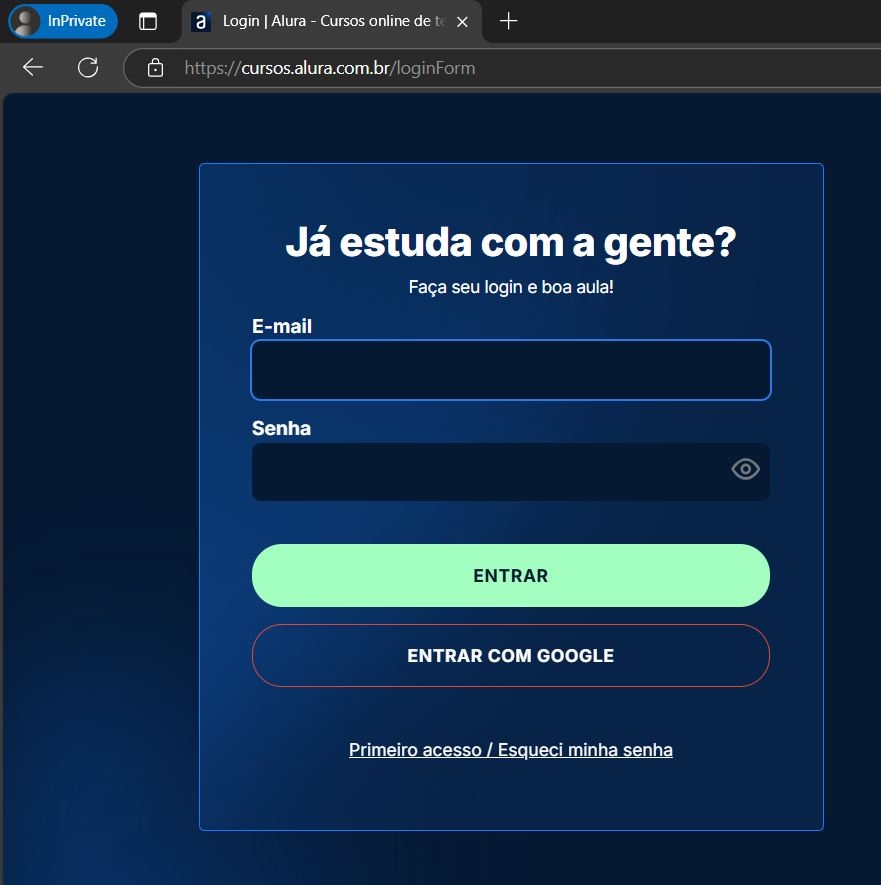 InPrivate
a
Login | Alura - Cursos online de te
https://cursos.alura.com.br/loginForm
Já estuda com a gente?
Faça seu login e boa aula!
E-mail
Senha
ENTRAR
ENTRAR COM GOOGLE
Primeiro acesso / Esqueci minha senha